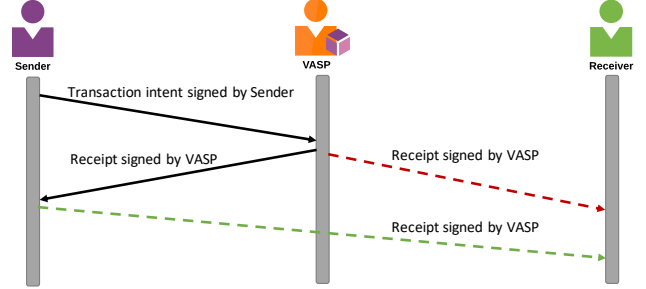 Sender
VASP
Receiver
Transaction intent signed by Sender
Receipt signed by VASP
Receipt signed by VASP
Receipt signed by VASP